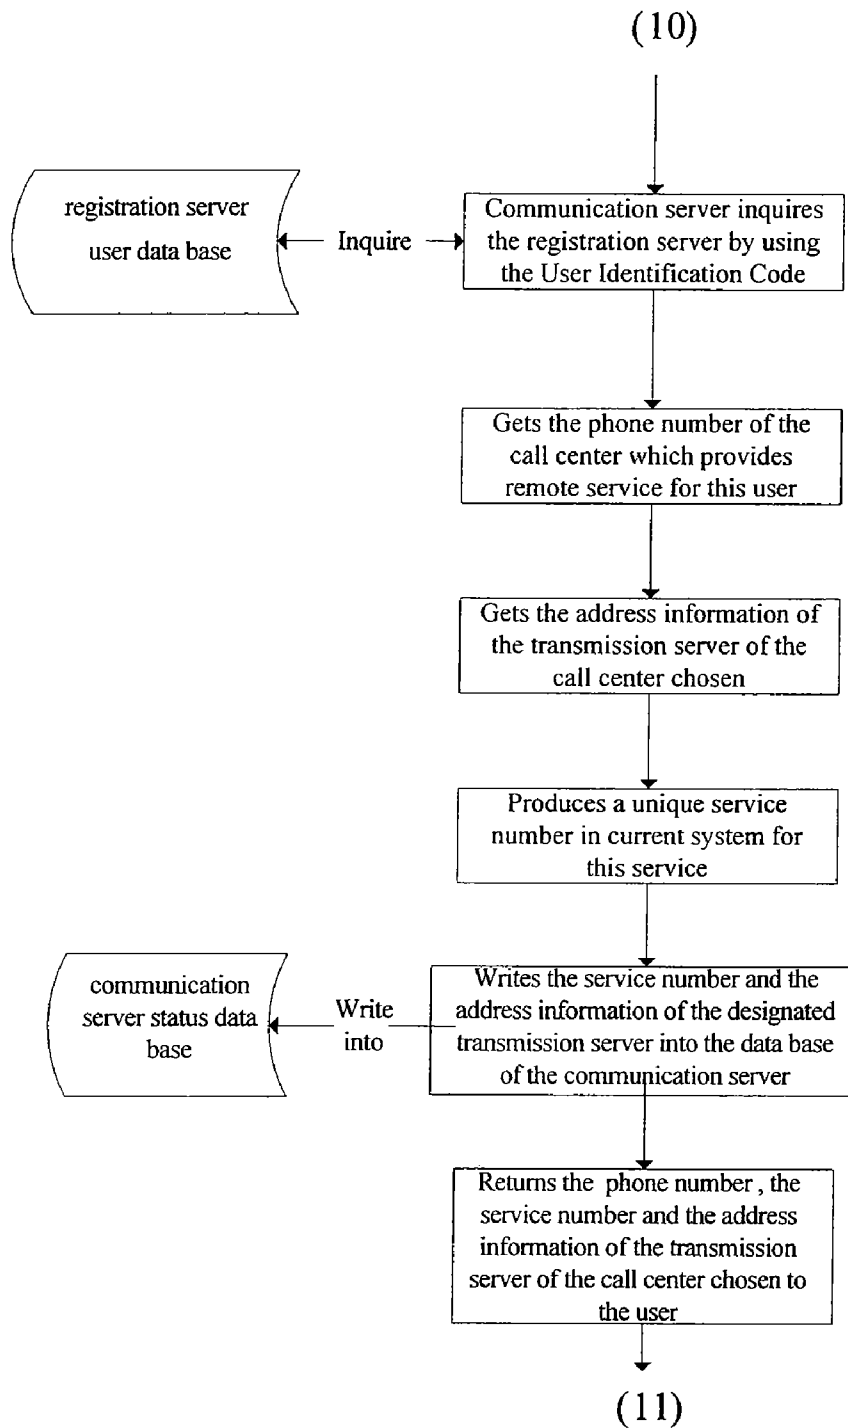 (10)
registration server
user data base
Inquire
Communication server inquires
the registration server by using
the User Identification Code
Gets the phone number of the
call center which provides
remote service for this user
Gets the address information of
the transmission server of the
call center chosen
Produces a unique service
number in current system for
this service
communication
server status data
base
Write
into
Writes the service number and the
address information of the designated
transmission server into the data base
of the communication server
Returns the phone number , the
service number and the address
information of the transmission
server of the call center chosen to
the user
(11)